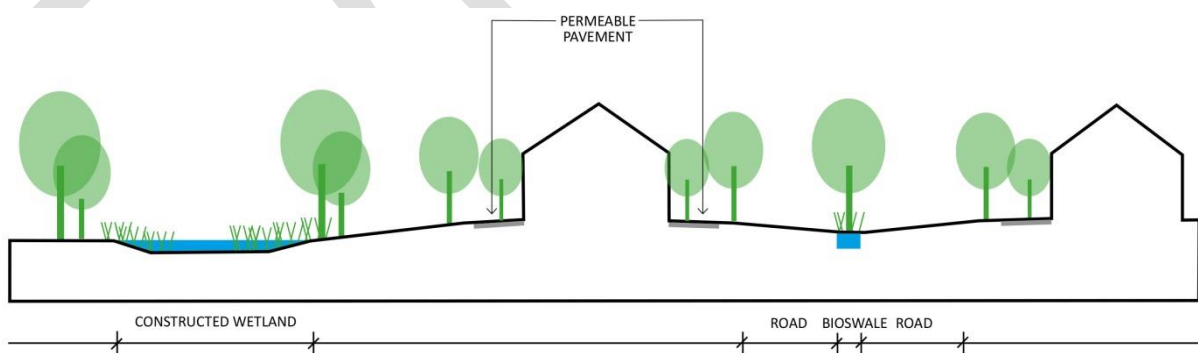 PERMEABLE
PAVEMENT
CONSTRUCTED WETLAND
ROAD BIOSWALE ROAD